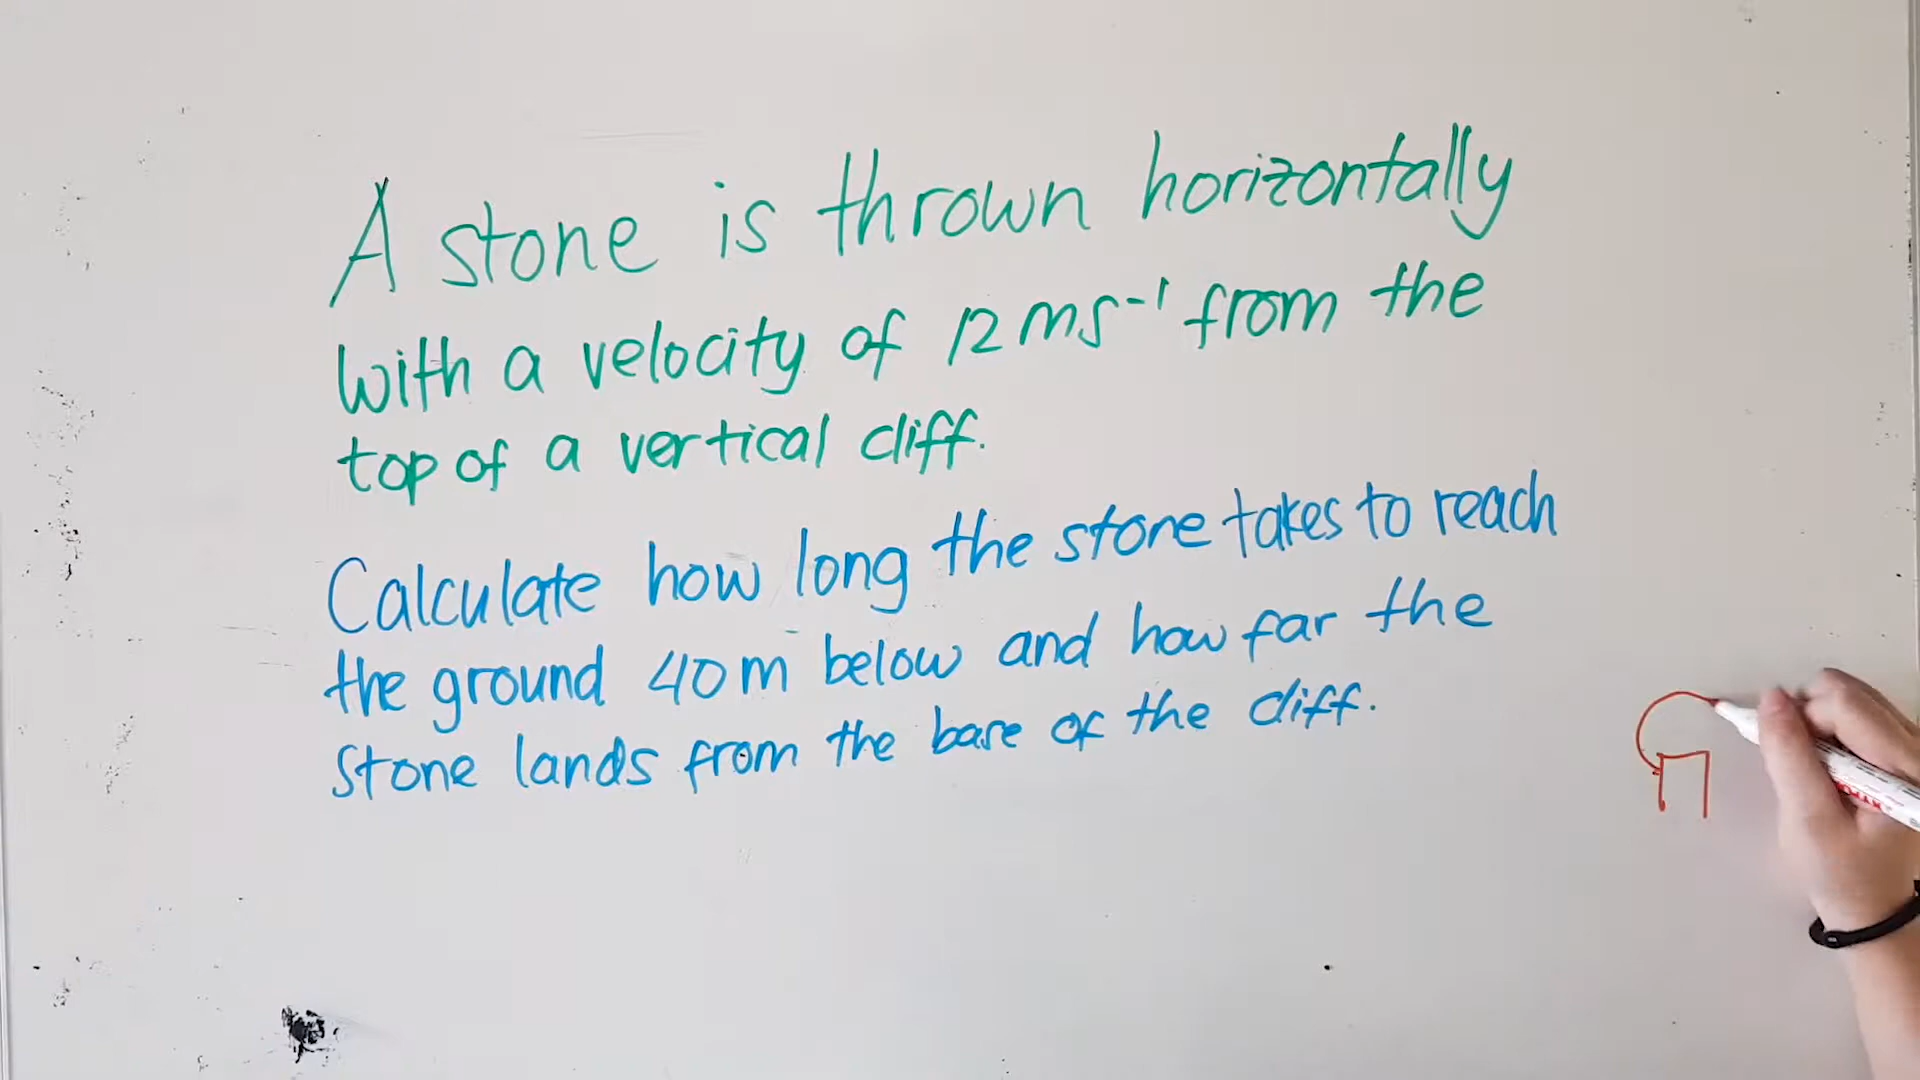 A stone is thrown horizontally
with a velocity of 12 ms⁻¹ from the
top of a vertical cliff.
Calculate how long the stone takes to reach
the ground 40m below and how far the
stone lands from the base of the cliff.